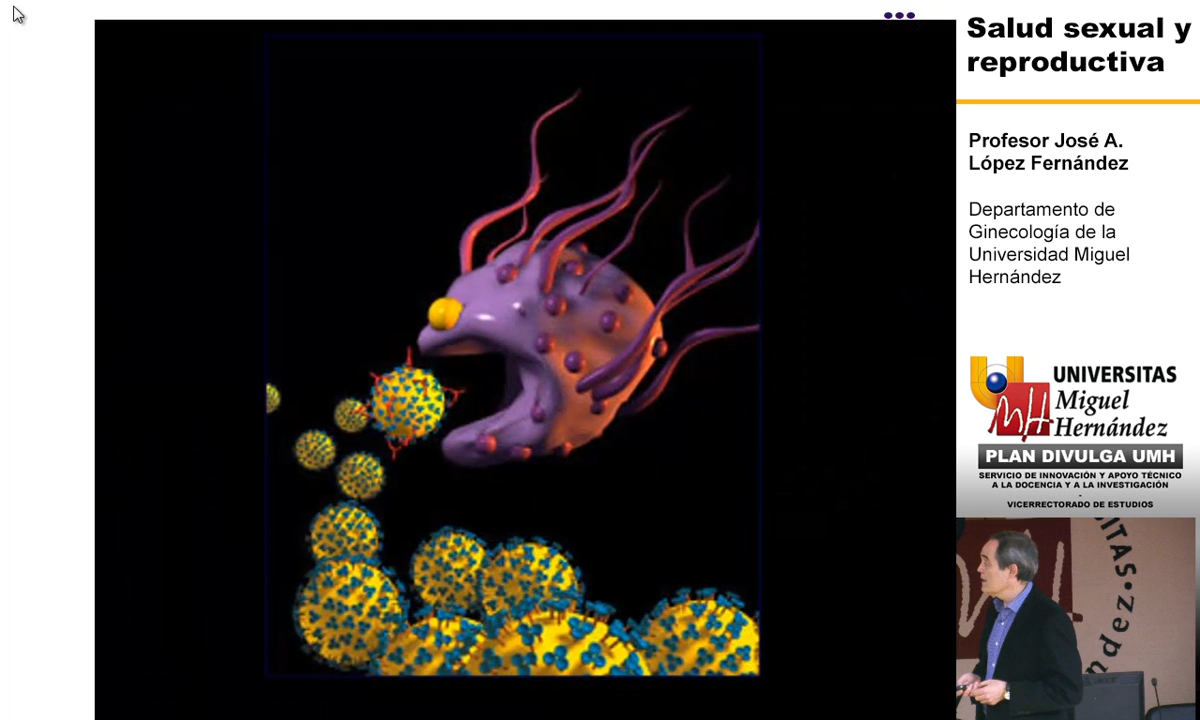 Salud sexual y
reproductiva
Profesor José A.
López Fernández
Departamento de
Ginecología de la
Universidad Miguel
Hernández
UNIVERSITAS
Miguel
Hernández
PLAN DIVULGA UMH
SERVICIO DE INNOVACIÓN Y APOYO TÉCNICO
A LA DOCENCIA Y A LA INVESTIGACIÓN
-
VICERRECTORADO DE ESTUDIOS